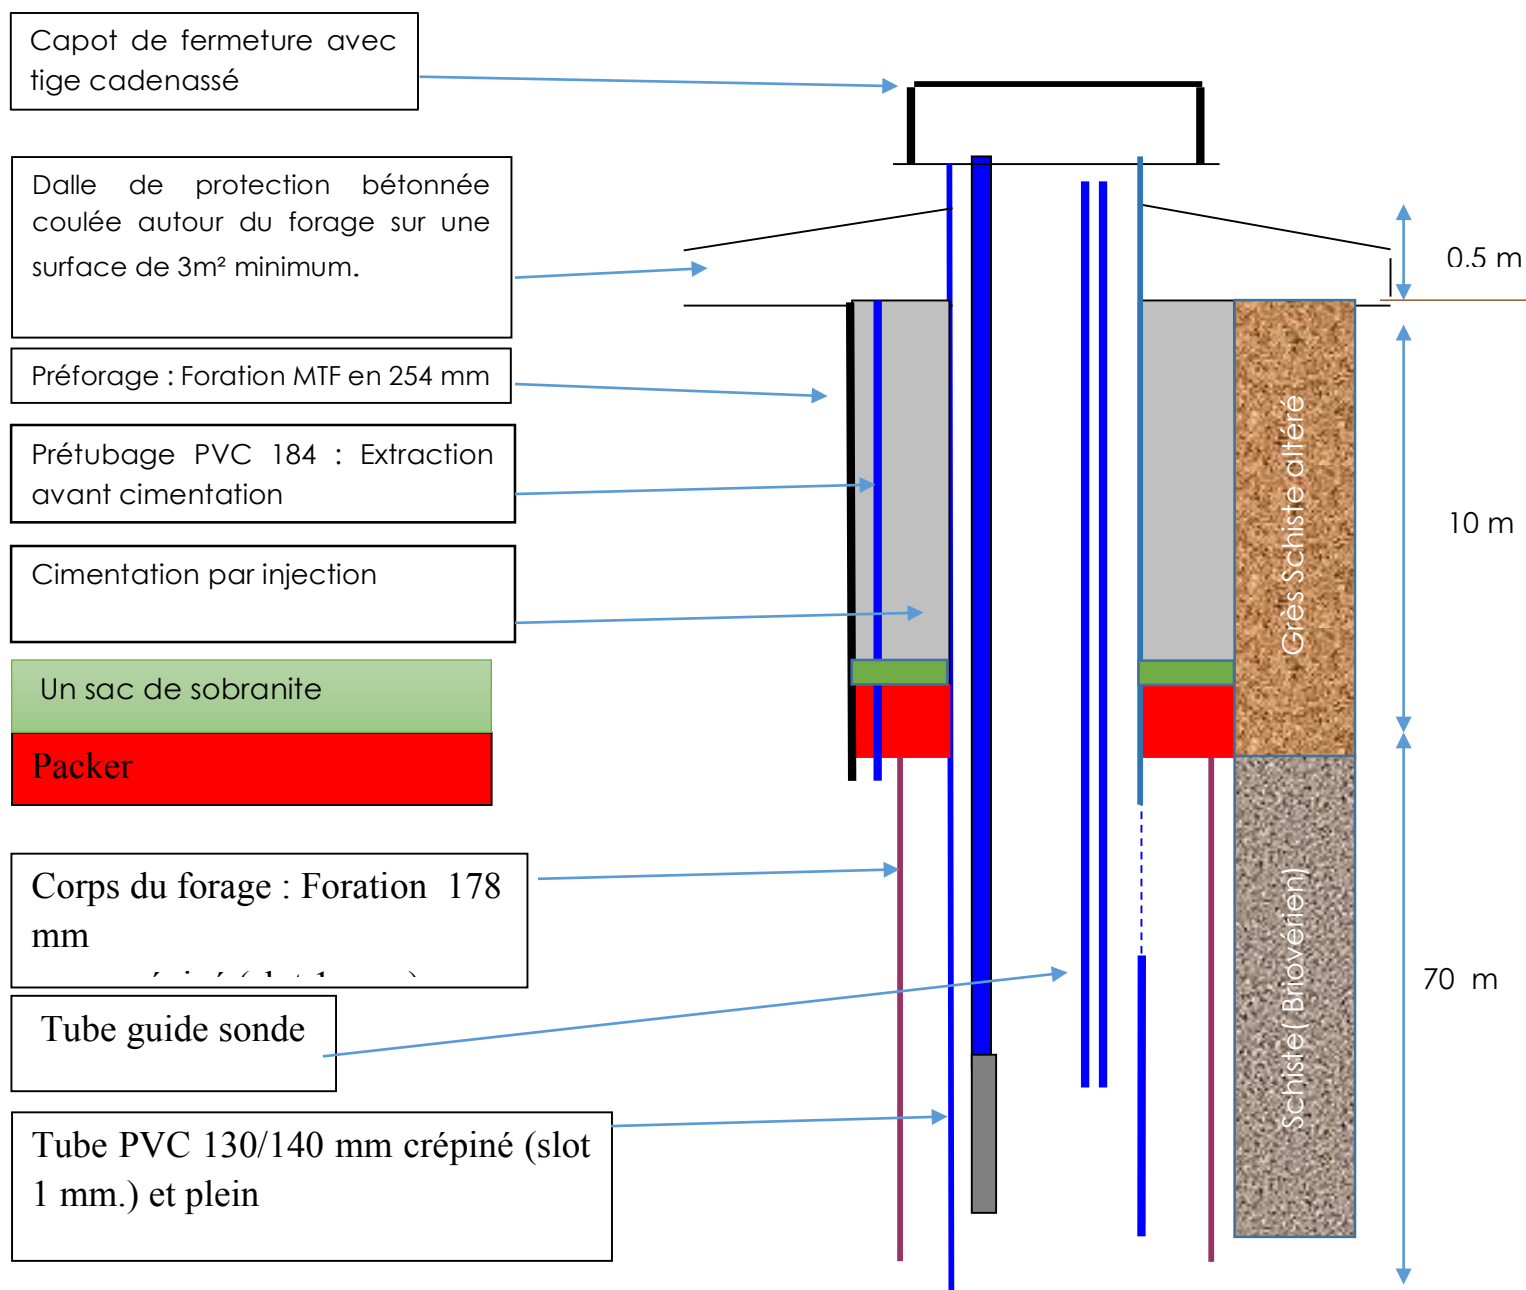 Capot de fermeture avec
tige cadenassé
Dalle de protection bétonnée
coulée autour du forage sur une
surface de 3m² minimum.
0.5 m
Préforage : Foration MTF en 254 mm
Prétubage PVC 184 : Extraction
avant cimentation
Cimentation par injection
Un sac de sobranite
Packer
Grès Schiste altéré
10 m
Corps du forage : Foration 178
mm
Tube guide sonde
Tube PVC 130/140 mm crépiné (slot
1 mm.) et plein
Schiste( Briovérien)
70 m